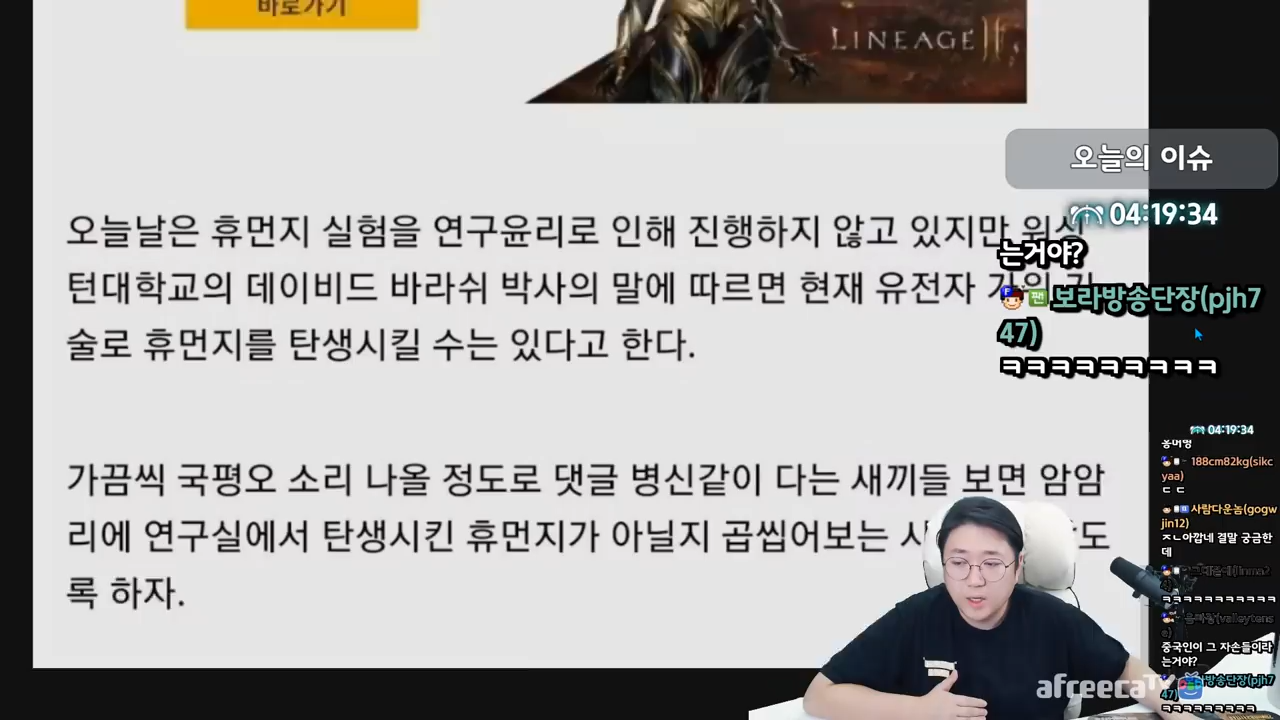 바로가기
LINEAGE II
오늘의 이슈
04:19:34
오늘날은 휴먼지 실험을 연구윤리로 인해 진행하지 않고 있지만 워싱
턴대학교의 데이비드 바라쉬 박사의 말에 따르면 현재 유전자
술로 휴먼지를 탄생시킬 수는 있다고 한다.
가끔씩 국평오 소리 나올 정도로 댓글 병신같이 다는 새끼들 보면 암암
리에 연구실에서 탄생시킨 휴먼지가 아닐지 곱씹어보는
록 하자.
는거야?
보라방송단장(pjh7
47)
ㅋㅋㅋㅋㅋㅋㅋㅋㅋ
04:19:34
188cm82kg(sikc
yaa)
ㄷㄷ
사람다운놈(gogw
jin12)
ㅈㄴ아깝네 결말 궁금한
데
ㅋㅋㅋㅋㅋㅋㅋㅋㅋㅋㅋ
중국인이 그 자손들이라
는거야?
방송단장(pjh7
47)
ㅋㅋㅋㅋㅋㅋㅋㅋㅋ
afreecaTV